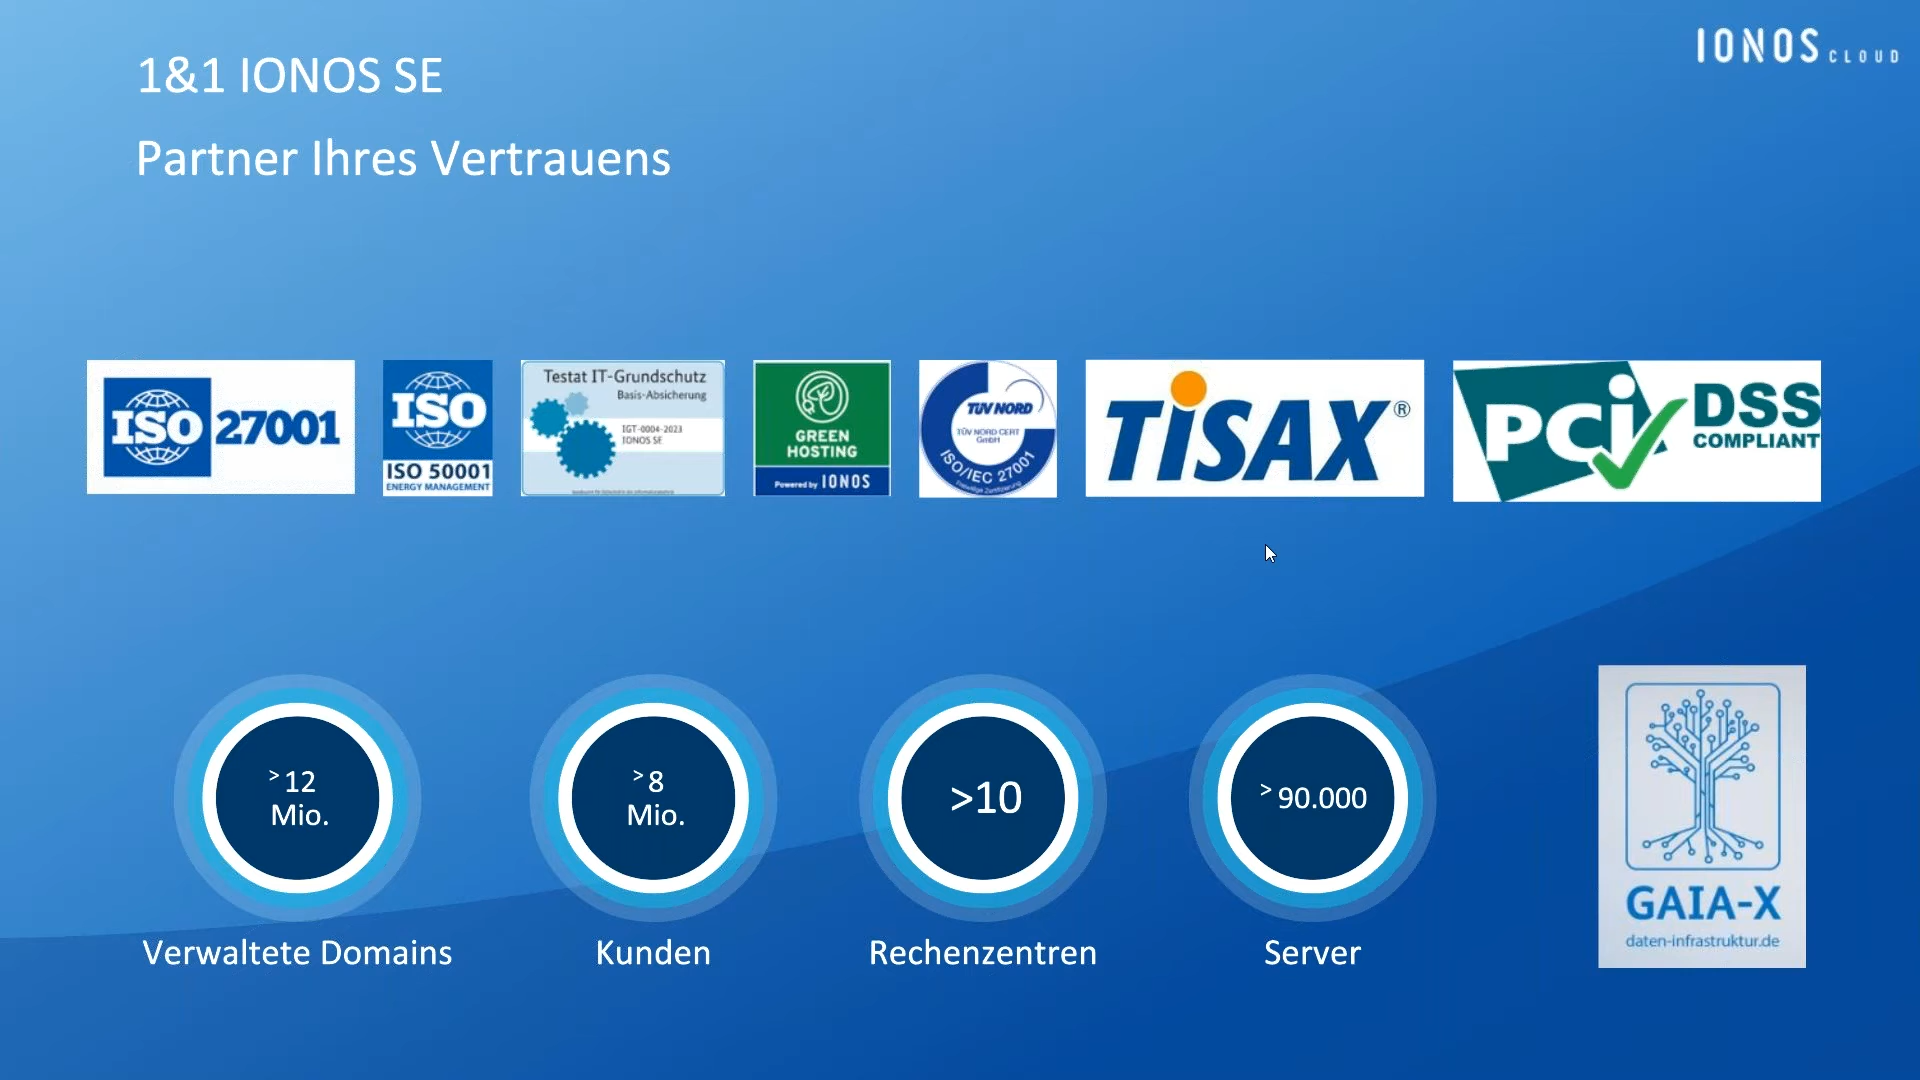 IONOS CLOUD
1&1 IONOS SE
Partner Ihres Vertrauens
ISO 27001
ISO
ISO 50001
ENERGY MANAGEMENT
Testat IT-Grundschutz
Basis-Absicherung
IGT-0004-2023
IONOS SE
GREEN
HOSTING
Powered by IONOS
TÜV NORD
TÜV NORD CERT
GmbH
ISO/IEC 27001
TiSAX®
PCi DSS
COMPLIANT
>12
Mio.
>8
Mio.
>10
>90.000
Verwaltete Domains
Kunden
Rechenzentren
Server
GAIA-X
daten-infrastruktur.de